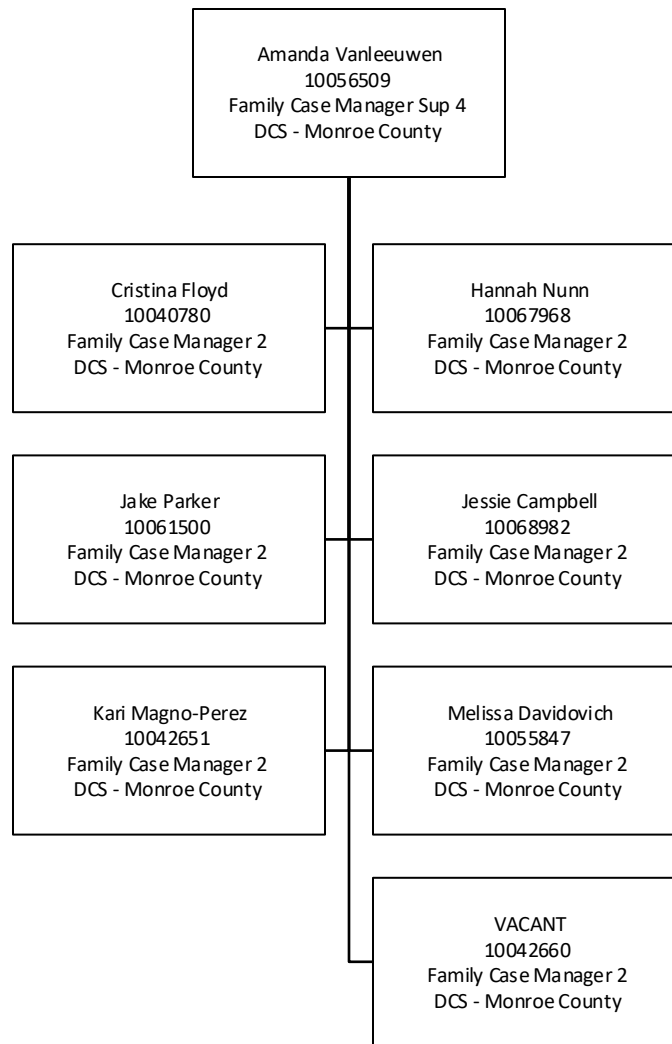 Amanda Vanleeuwen
10056509
Family Case Manager Sup 4
DCS - Monroe County
Cristina Floyd
10040780
Family Case Manager 2
DCS - Monroe County
Hannah Nunn
10067968
Family Case Manager 2
DCS - Monroe County
Jake Parker
10061500
Family Case Manager 2
DCS - Monroe County
Jessie Campbell
10068982
Family Case Manager 2
DCS - Monroe County
Kari Magno-Perez
10042651
Family Case Manager 2
DCS - Monroe County
Melissa Davidovich
10055847
Family Case Manager 2
DCS - Monroe County
VACANT
10042660
Family Case Manager 2
DCS - Monroe County